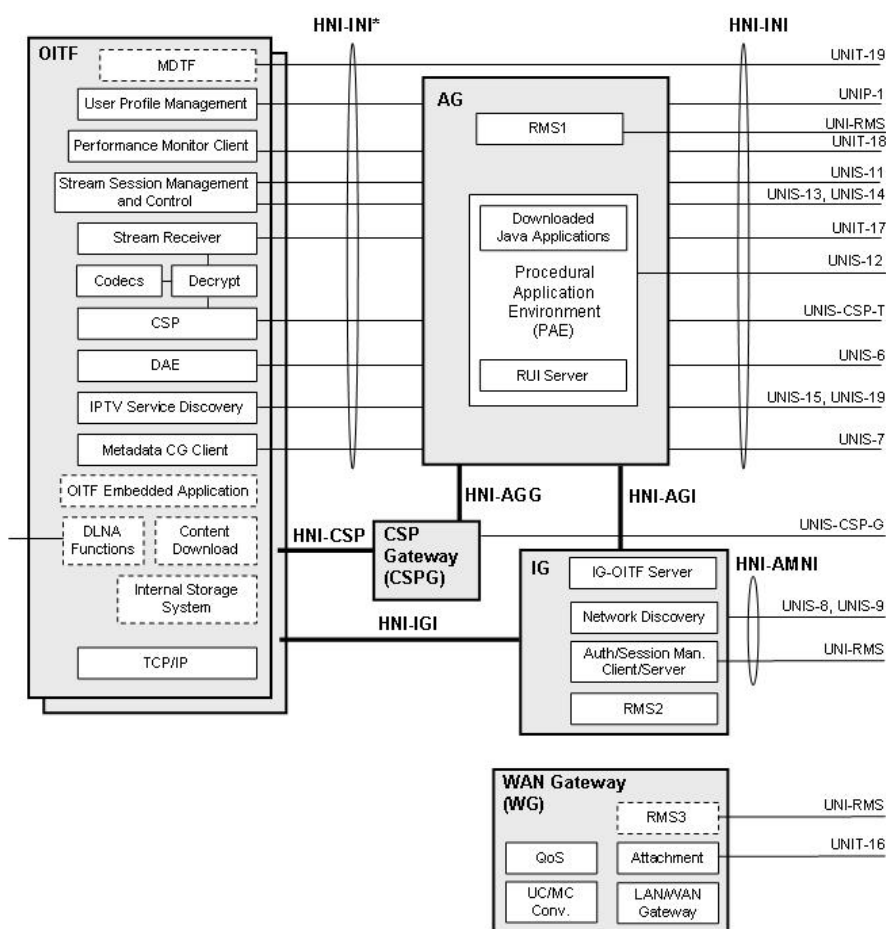 HNI-INI*
HNI-INI
OITF
MDTF
UNIT-19
User Profile Management
AG
UNIP-1
RMS1
UNI-RMS
Performance Monitor Client
UNIT-18
Stream Session Management
and Control
UNIS-11
UNIS-13, UNIS-14
Downloaded
Java Applications
Stream Receiver
UNIT-17
Codecs
Decrypt
Procedural
Application
Environment
(PAE)
UNIS-12
CSP
UNIS-CSP-T
DAE
RUI Server
UNIS-6
IPTV Service Discovery
UNIS-15, UNIS-19
Metadata CG Client
UNIS-7
OITF Embedded Application
HNI-AGG
HNI-AGI
DLNA
Functions
Content
Download
HNI-CSP
CSP
Gateway
(CSPG)
UNIS-CSP-G
IG
IG-OITF Server
HNI-AMNI
Internal Storage
System
Network Discovery
UNIS-8, UNIS-9
HNI-IGI
TCP/IP
Auth/Session Man.
Client/Server
UNI-RMS
RMS2
WAN Gateway
(WG)
RMS3
UNI-RMS
QoS
Attachment
UNIT-16
UC/MC
Conv.
LAN/WAN
Gateway